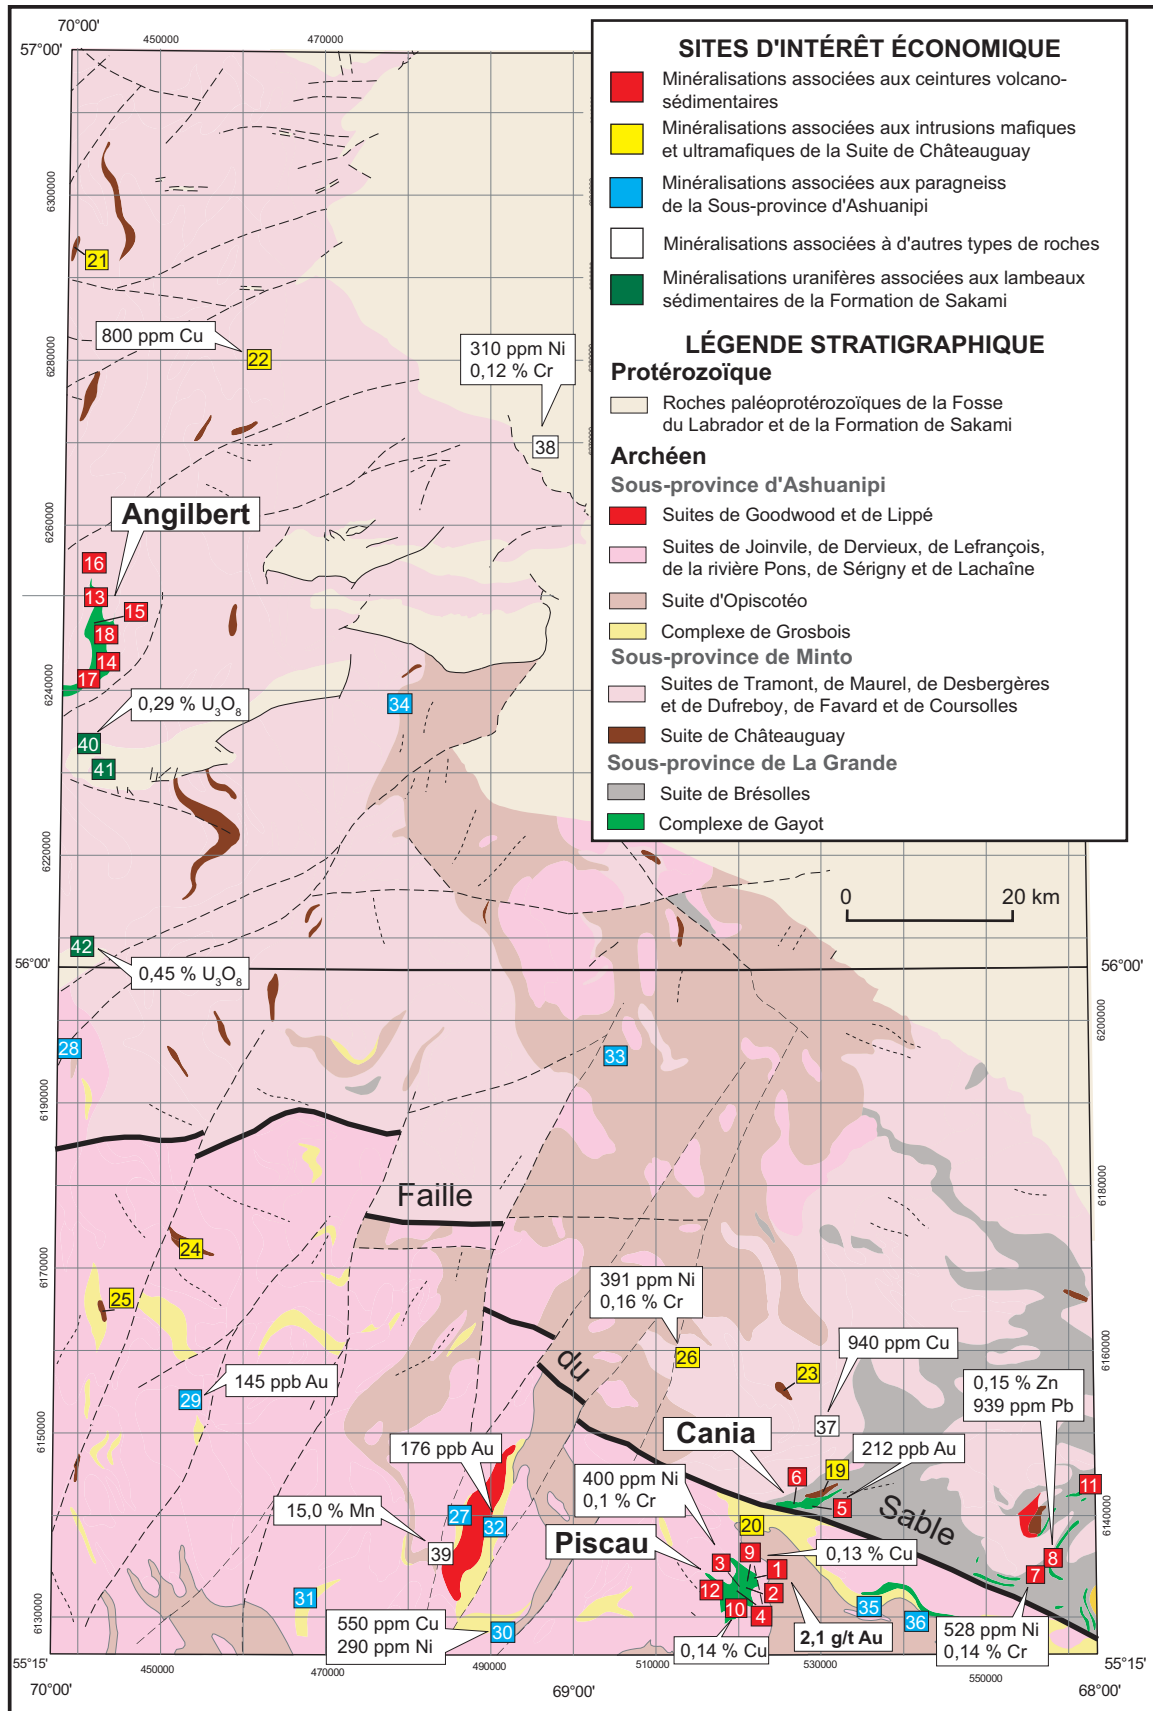 70°00'
57°00'
450000
470000
SITES D'INTÉRÊT ÉCONOMIQUE
Minéralisations associées aux ceintures volcano-
sédimentaires
Minéralisations associées aux intrusions mafiques
et ultramafiques de la Suite de Châteauguay
Minéralisations associées aux paragneiss
de la Sous-province d'Ashuanipi
Minéralisations associées à d'autres types de roches
Minéralisations uranifères associées aux lambeaux
sédimentaires de la Formation de Sakami
LÉGENDE STRATIGRAPHIQUE
Protérozoïque
Roches paléoprotérozoïques de la Fosse
du Labrador et de la Formation de Sakami
Archéen
Sous-province d'Ashuanipi
Suites de Goodwood et de Lippé
Suites de Joinvile, de Dervieux, de Lefrançois,
de la rivière Pons, de Sérigny et de Lachaîne
Suite d'Opiscotéo
Complexe de Grosbois
Sous-province de Minto
Suites de Tramont, de Maurel, de Desbergères
et de Dufreboy, de Favard et de Coursolles
Suite de Châteauguay
Sous-province de La Grande
Suite de Brésolles
Complexe de Gayot
0 20 km
6300000
21
6280000
800 ppm Cu
22
310 ppm Ni
0,12 % Cr
38
6260000
Angilbert
16
13
15
18
14
17
6240000
34
0,29 % U₃O₈
40
41
6220000
42
0,45 % U₃O₈
56°00'
56°00'
28
33
6200000
6190000
6180000
Faille
24
6170000
25
391 ppm Ni
0,16 % Cr
26
6160000
du
23
940 ppm Cu
37
0,15 % Zn
939 ppm Pb
29
145 ppb Au
6150000
176 ppb Au
Cania
212 ppb Au
6
19
5
11
400 ppm Ni
0,1 % Cr
Sable
6140000
15,0 % Mn
27
32
39
20
Piscau
9
0,13 % Cu
3
1
12
2
10
4
8
7
31
35
36
6130000
550 ppm Cu
290 ppm Ni
30
0,14 % Cu
2,1 g/t Au
528 ppm Ni
0,14 % Cr
55°15'
55°15'
450000
470000
490000
510000
530000
550000
70°00'
69°00'
68°00'